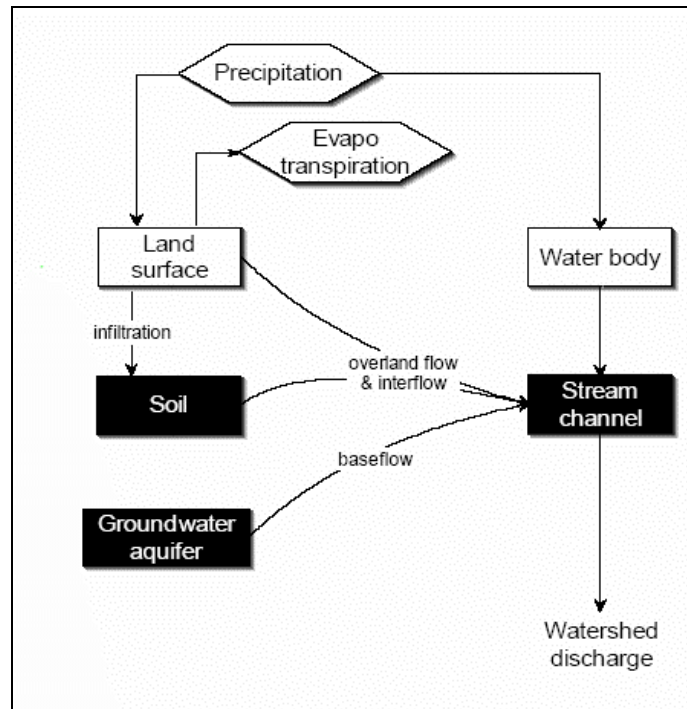 Precipitation
Evapo
transpiration
Land
surface
Water body
infiltration
overland flow
& interflow
Soil
Stream
channel
baseflow
Groundwater
aquifer
Watershed
discharge